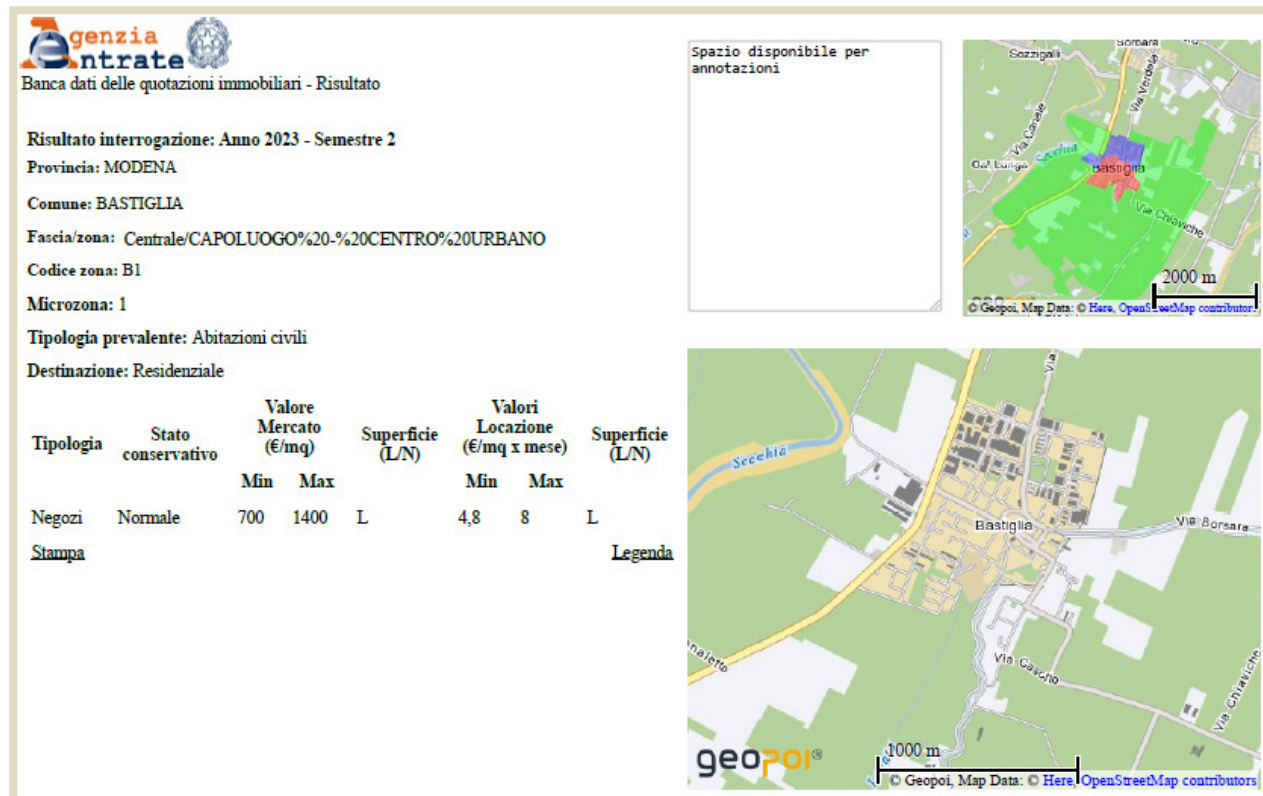 Agenzia
Entrate
Banca dati delle quotazioni immobiliari - Risultato
Risultato interrogazione: Anno 2023 - Semestre 2
Provincia: MODENA
Comune: BASTIGLIA
Fascia/zona: Centrale/CAPOLUOGO%20-%20CENTRO%20URBANO
Codice zona: B1
Microzona: 1
Tipologia prevalente: Abitazioni civili
Destinazione: Residenziale
Tipologia Stato conservativo Valore Mercato (€/mq) Superficie (L/N) Valori Locazione (€/mq x mese) Superficie (L/N)
Min Max Min Max
Negozi Normale 700 1400 L 4,8 8 L
Stampa Legenda
Spazio disponibile per
annotazioni
Sozzigalli
Sorbara
Via Verdeta
Via Canale
Secchia
Ca' Lunga
Bastiglia
Via Chiaviche
2000 m
© Geopoi, Map Data: © Here, OpenStreetMap contributors
Via
Secchia
Bastiglia
Via Borsara
Via Cascno
Via Chiaviche
1000 m
geopoi®
© Geopoi, Map Data: © Here, OpenStreetMap contributors